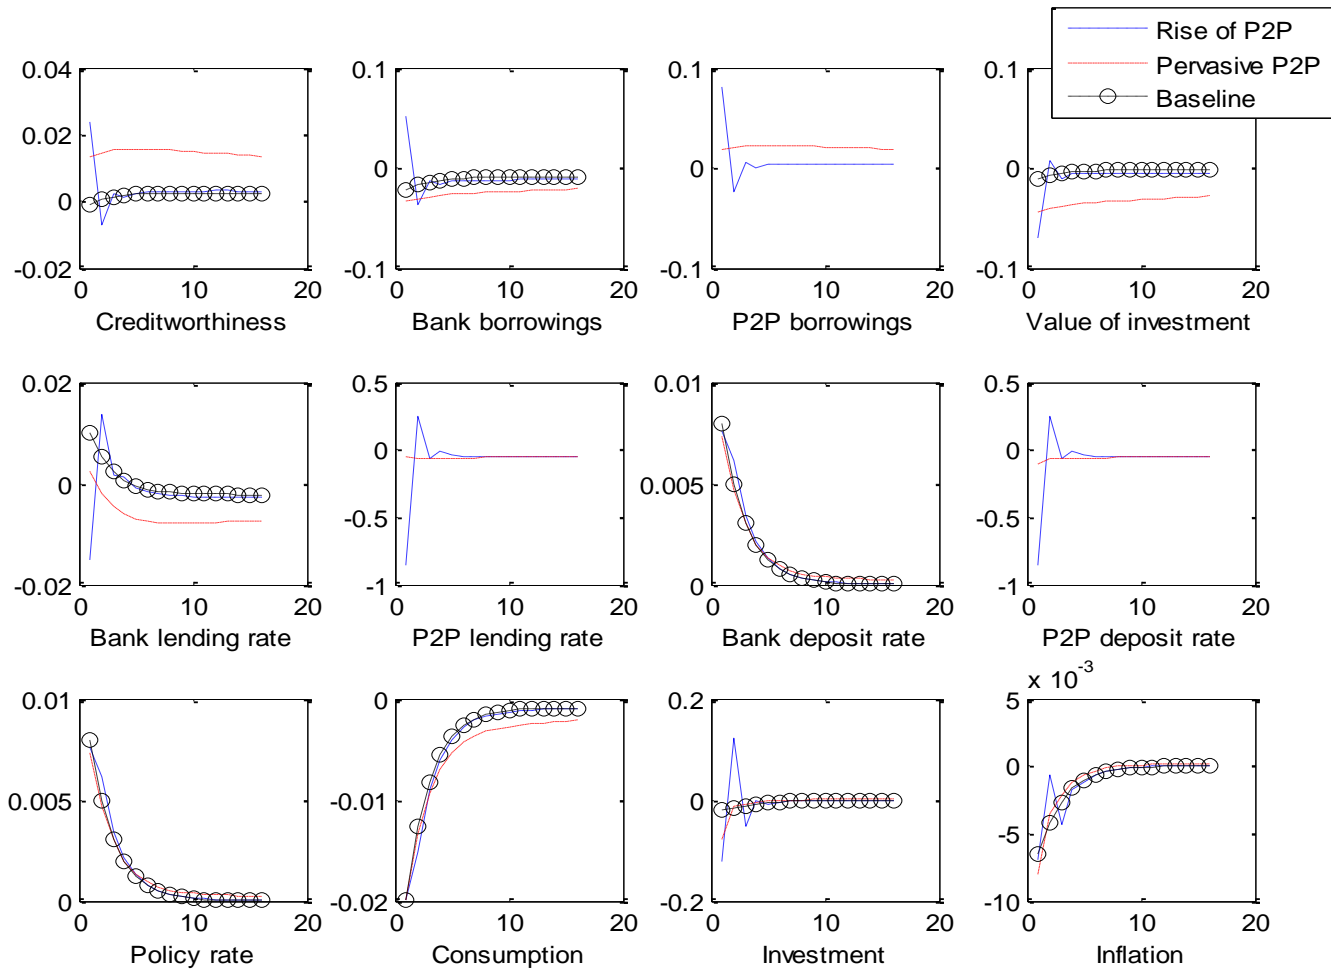 Rise of P2P
Pervasive P2P
Baseline
0.04
0.02
0
-0.02
0 10 20
Creditworthiness
0.1
0
-0.1
0 10 20
Bank borrowings
0.1
0
-0.1
0 10 20
P2P borrowings
0.1
0
-0.1
0 10 20
Value of investment
0.02
0
-0.02
0 10 20
Bank lending rate
0.5
0
-0.5
-1
0 10 20
P2P lending rate
0.01
0.005
0
0 10 20
Bank deposit rate
0.5
0
-0.5
-1
0 10 20
P2P deposit rate
0.01
0.005
0
0 10 20
Policy rate
0
-0.01
-0.02
0 10 20
Consumption
0.2
0
-0.2
0 10 20
Investment
x 10^-3
5
0
-5
-10
0 10 20
Inflation